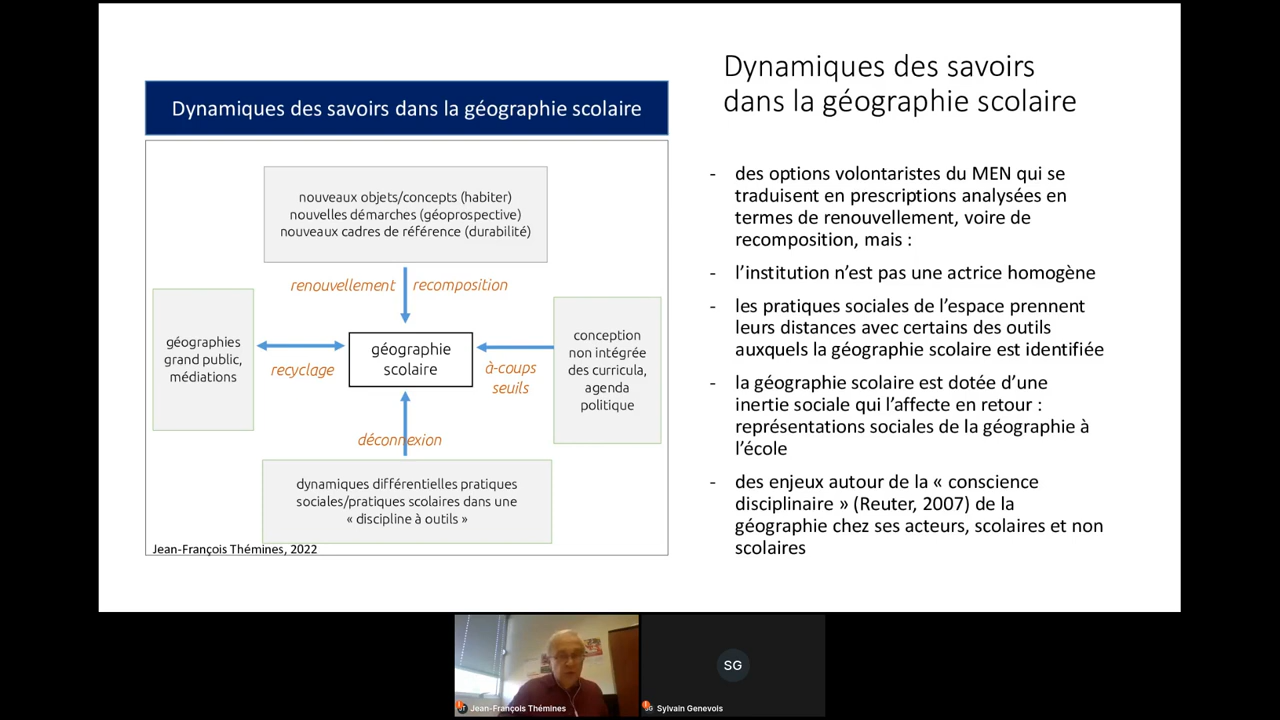 Dynamiques des savoirs dans la géographie scolaire
nouveaux objets/concepts (habiter)
nouvelles démarches (géoprospective)
nouveaux cadres de référence (durabilité)
renouvellement
recomposition
géographies
grand public,
médiations
recyclage
géographie
scolaire
à-coups
seuils
conception
non intégrée
des curricula,
agenda
politique
déconnexion
dynamiques différentielles pratiques
sociales/pratiques scolaires dans une
« discipline à outils »
Jean-François Thémines, 2022
Dynamiques des savoirs
dans la géographie scolaire
- des options volontaristes du MEN qui se
traduisent en prescriptions analysées en
termes de renouvellement, voire de
recomposition, mais :
- l’institution n’est pas une actrice homogène
- les pratiques sociales de l’espace prennent
leurs distances avec certains des outils
auxquels la géographie scolaire est identifiée
- la géographie scolaire est dotée d’une
inertie sociale qui l’affecte en retour :
représentations sociales de la géographie à
l’école
- des enjeux autour de la « conscience
disciplinaire » (Reuter, 2007) de la
géographie chez ses acteurs, scolaires et non
scolaires
Jean-François Thémines
SG
Sylvain Genevois